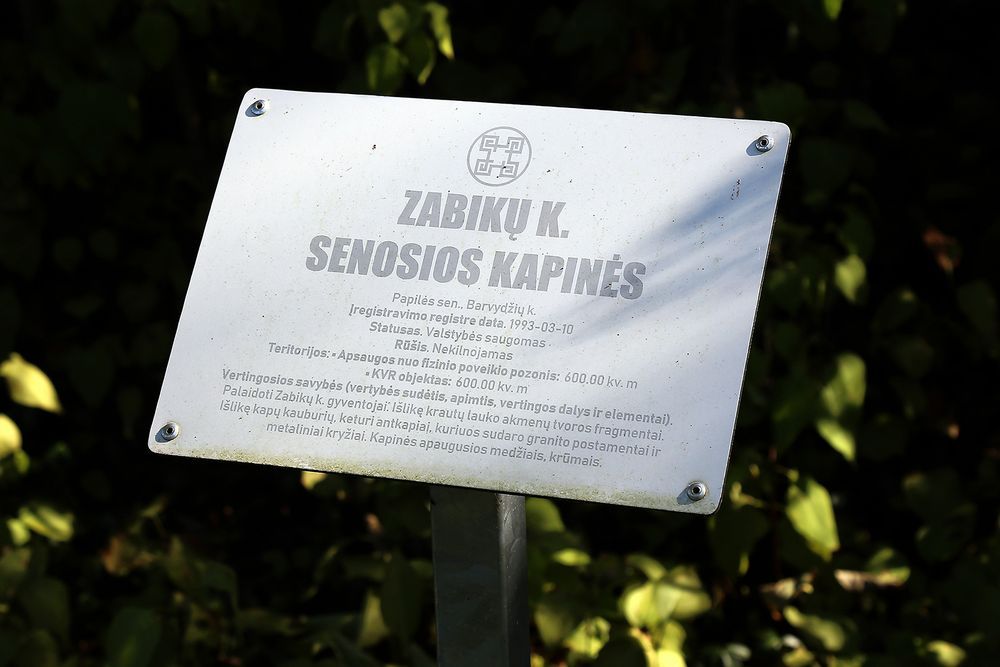 ZABIKŲ K.
SENOSIOS KAPINĖS
Papilės sen., Barvydžių k.
Įregistravimo registre data. 1993-03-10
Statusas. Valstybės saugomas
Rūšis. Nekilnojamas
Teritorijos: • Apsaugos nuo fizinio poveikio pozonis: 600.00 kv. m
• KVR objektas: 600.00 kv. m
Vertingosios savybės (vertybės sudėtis, apimtis, vertingos dalys ir elementai).
Palaidoti Zabikų k. gyventojai. Išlikę krautų lauko akmenų tvoros fragmentai.
Išlikę kapų kauburių, keturi antkapiai, kuriuos sudaro granito postamentai ir
metaliniai kryžiai. Kapinės apaugusios medžiais, krūmais.